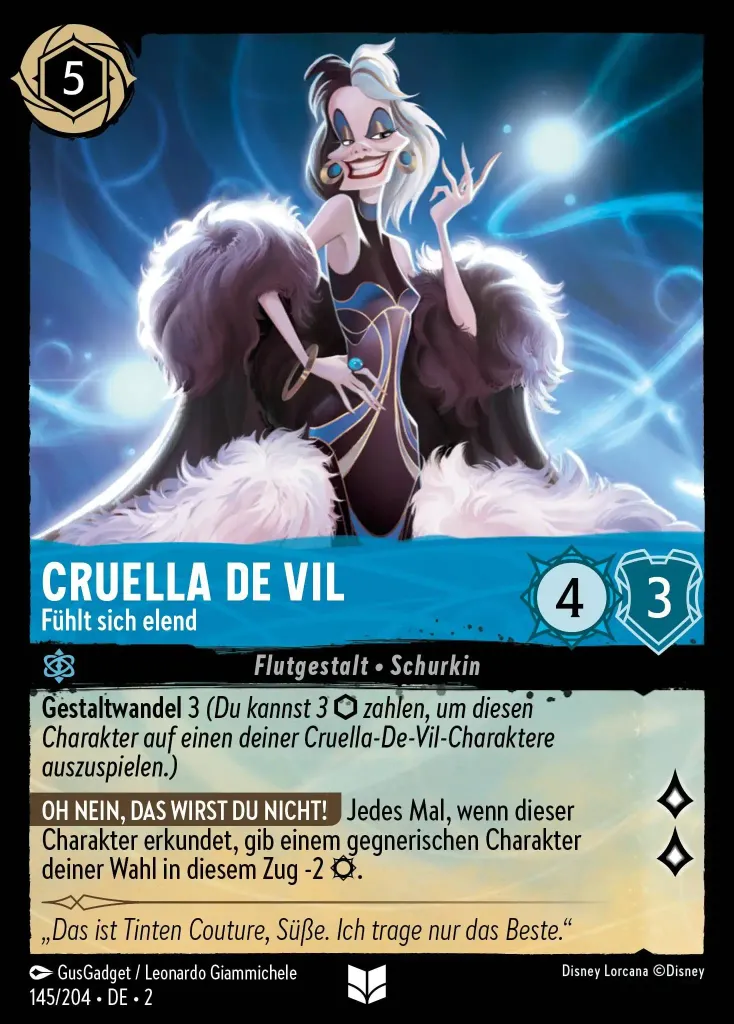 5
CRUELLA DE VIL
Fühlt sich elend
4
3
Flutgestalt • Schurkin
Gestaltwandel 3 (Du kannst 3 zahlen, um diesen
Charakter auf einen deiner Cruella-De-Vil-Charaktere
auszuspielen.)
OH NEIN, DAS WIRST DU NICHT! Jedes Mal, wenn dieser
Charakter erkundet, gib einem gegnerischen Charakter
deiner Wahl in diesem Zug -2 .
„Das ist Tinten Couture, Süße. Ich trage nur das Beste.“
GusGadget / Leonardo Giammichele
Disney Lorcana ©Disney
145/204 • DE • 2